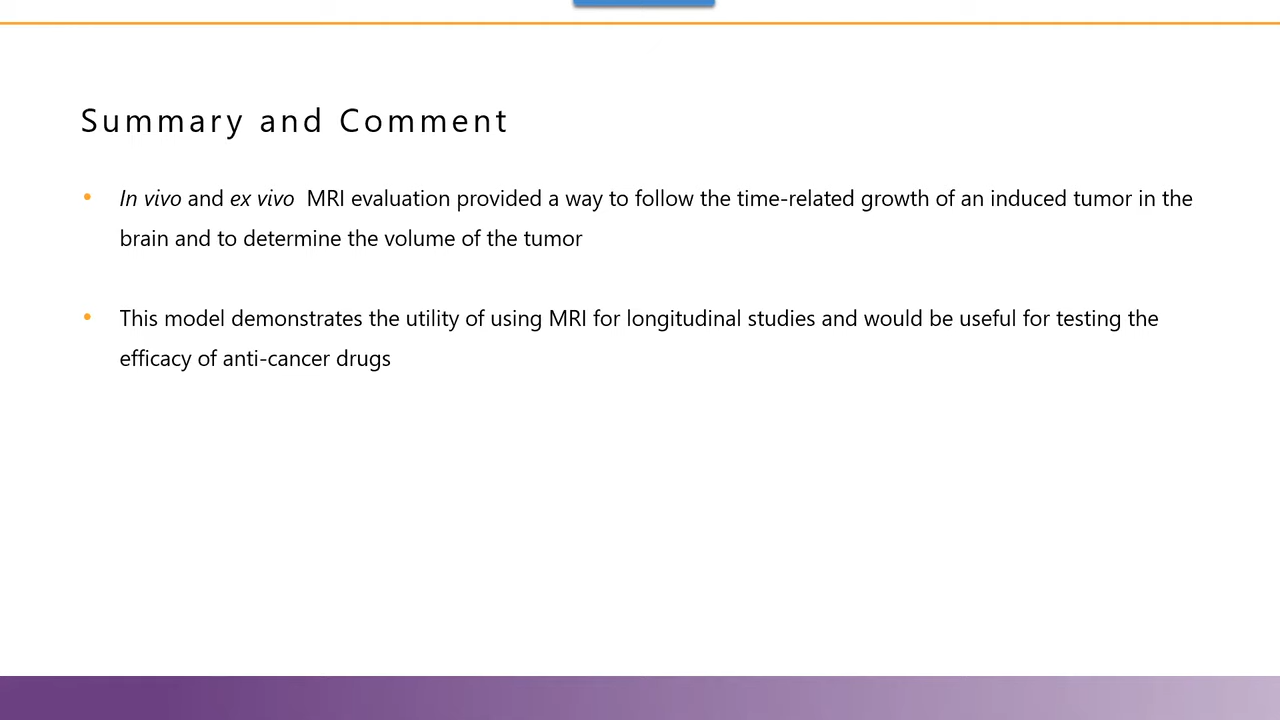 Summary and Comment
• In vivo and ex vivo  MRI evaluation provided a way to follow the time-related growth of an induced tumor in the
brain and to determine the volume of the tumor
• This model demonstrates the utility of using MRI for longitudinal studies and would be useful for testing the
efficacy of anti-cancer drugs